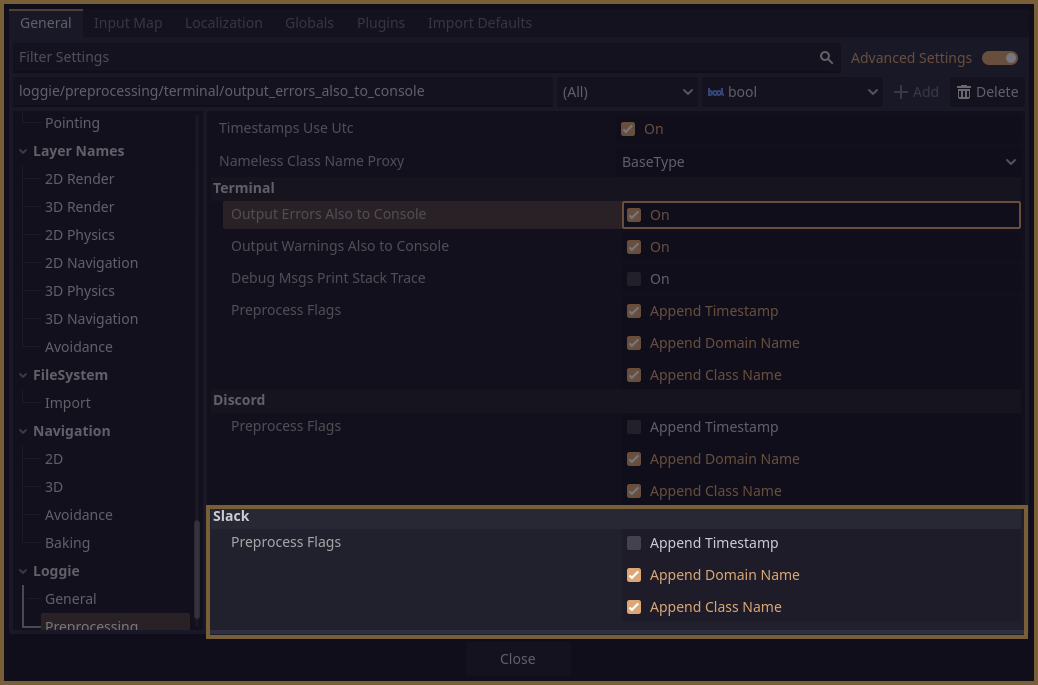 General Input Map Localization Globals Plugins Import Defaults
Filter Settings Advanced Settings
loggie/preprocessing/terminal/output_errors_also_to_console (All) bool bool Add Delete
Pointing
Layer Names
2D Render
3D Render
2D Physics
2D Navigation
3D Physics
3D Navigation
Avoidance
FileSystem
Import
Navigation
2D
3D
Avoidance
Baking
Loggie
General
Preprocessing
Timestamps Use Utc On
Nameless Class Name Proxy BaseType
Terminal
Output Errors Also to Console On
Output Warnings Also to Console On
Debug Msgs Print Stack Trace On
Preprocess Flags Append Timestamp
Append Domain Name
Append Class Name
Discord
Preprocess Flags Append Timestamp
Append Domain Name
Append Class Name
Slack
Preprocess Flags Append Timestamp
Append Domain Name
Append Class Name
Close